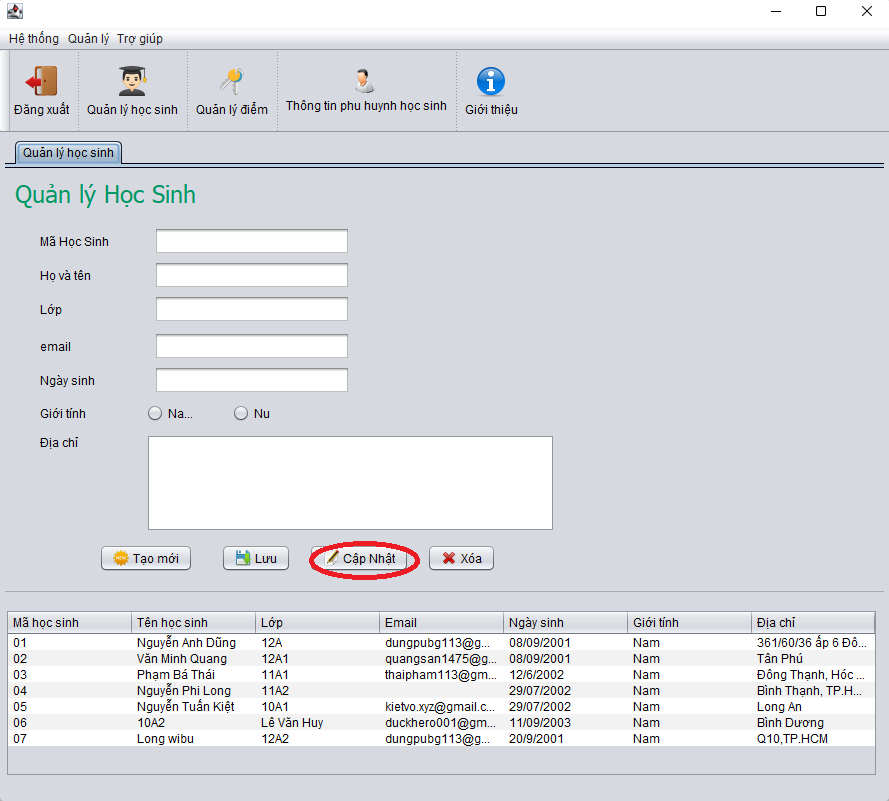 Hệ thống Quản lý Trợ giúp
Đăng xuất Quản lý học sinh Quản lý điểm Thông tin phu huynh học sinh Giới thiệu
Quản lý học sinh
Quản lý Học Sinh
Mã Học Sinh
Họ và tên
Lớp
email
Ngày sinh
Giới tính Na... Nu
Địa chỉ
Tạo mới Lưu Cập Nhật Xóa
Mã học sinh Tên học sinh Lớp Email Ngày sinh Giới tính Địa chỉ
01 Nguyễn Anh Dũng 12A dungpubg113@g... 08/09/2001 Nam 361/60/36 ấp 6 Đô...
02 Văn Minh Quang 12A1 quangsan1475@g... 08/09/2001 Nam Tân Phú
03 Phạm Bá Thái 11A1 thaipham113@gm... 12/6/2002 Nam Đông Thạnh, Hóc ...
04 Nguyễn Phi Long 11A2 29/07/2002 Nam Bình Thạnh, TP.H...
05 Nguyễn Tuấn Kiệt 10A1 kietvo.xyz@gmail.c... 29/07/2002 Nam Long An
06 10A2 Lê Văn Huy duckhero001@gm... 11/09/2003 Nam Bình Dương
07 Long wibu 12A2 dungpubg113@g... 20/9/2001 Nam Q10,TP.HCM